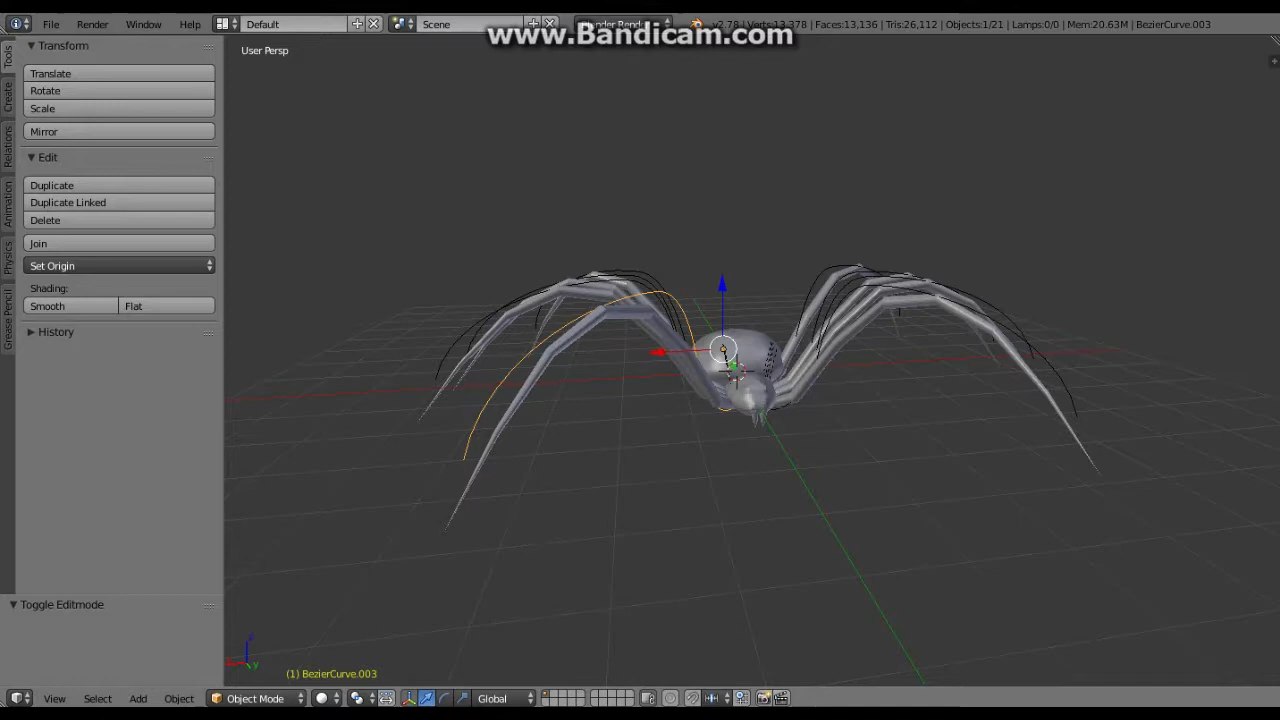 www.Bandicam.com
File Render Window Help Default Scene v2.78 | Verts:13,378 | Faces:13,136 | Tris:26,112 | Objects:1/21 | Lamps:0/0 | Mem:20.63M | BezierCurve.003
User Persp
Tools
Create
Relations
Animation
Physics
Grease Pencil
Transform
Translate
Rotate
Scale
Mirror
Edit
Duplicate
Duplicate Linked
Delete
Join
Set Origin
Shading:
Smooth Flat
History
Toggle Editmode
z
y
(1) BezierCurve.003
View Select Add Object Object Mode Global